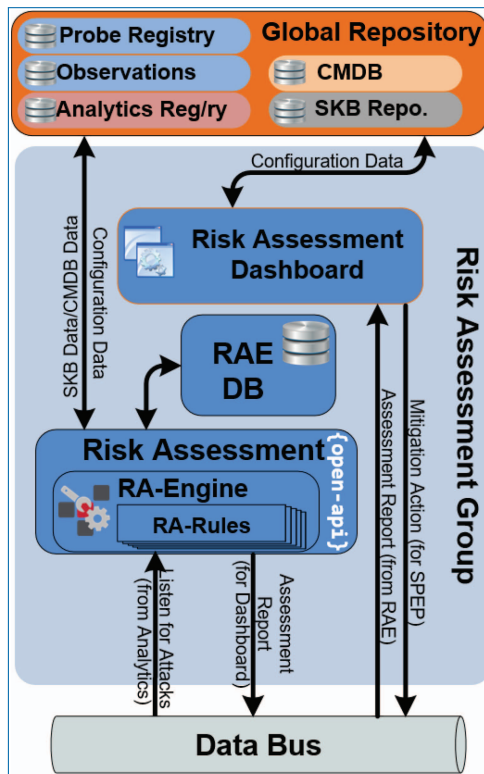 Probe Registry
Global Repository
Observations
CMDB
Analytics Reg/ry
SKB Repo.
Configuration Data
SKB Data/CMDB Data
Configuration Data
Risk Assessment
Dashboard
Risk Assessment Group
RAE
DB
Assessment Report
(from RAE)
Mitigation Action (for SPEP)
Risk Assessment
{open-api}
RA-Engine
RA-Rules
Listen for Attacks
(from Analytics)
Assessment
Report
(for Dashboard)
Data Bus